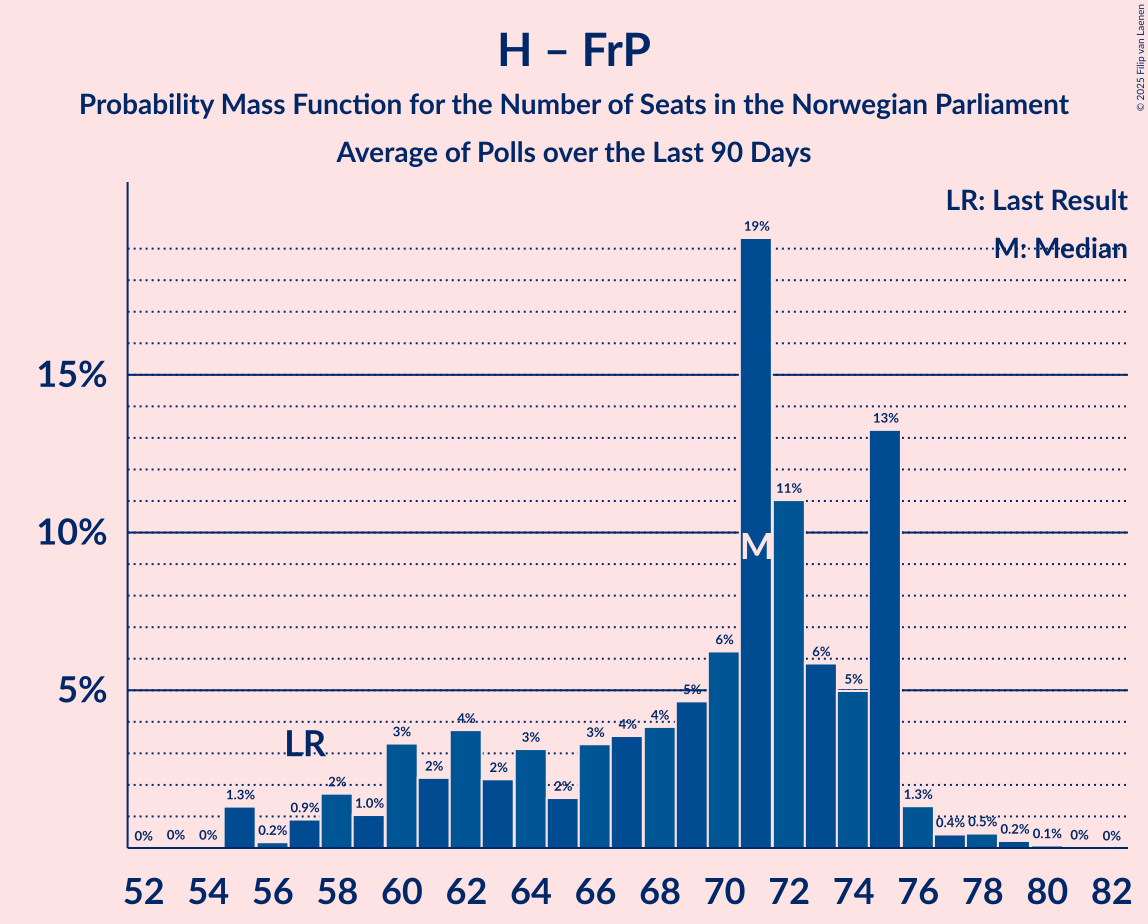 H – FrP
Probability Mass Function for the Number of Seats in the Norwegian Parliament
Average of Polls over the Last 90 Days
© 2025 Filip van Laenen
LR: Last Result
M: Median
15%
10%
5%
0% 0% 0% 1.3% 0.2% 0.9% 2% 1.0% 3% 2% 4% 2% 3% 2% 3% 4% 4% 5% 6% 19% 11% 6% 5% 13% 1.3% 0.4% 0.5% 0.2% 0.1% 0% 0%
LR
M
52 54 56 58 60 62 64 66 68 70 72 74 76 78 80 82